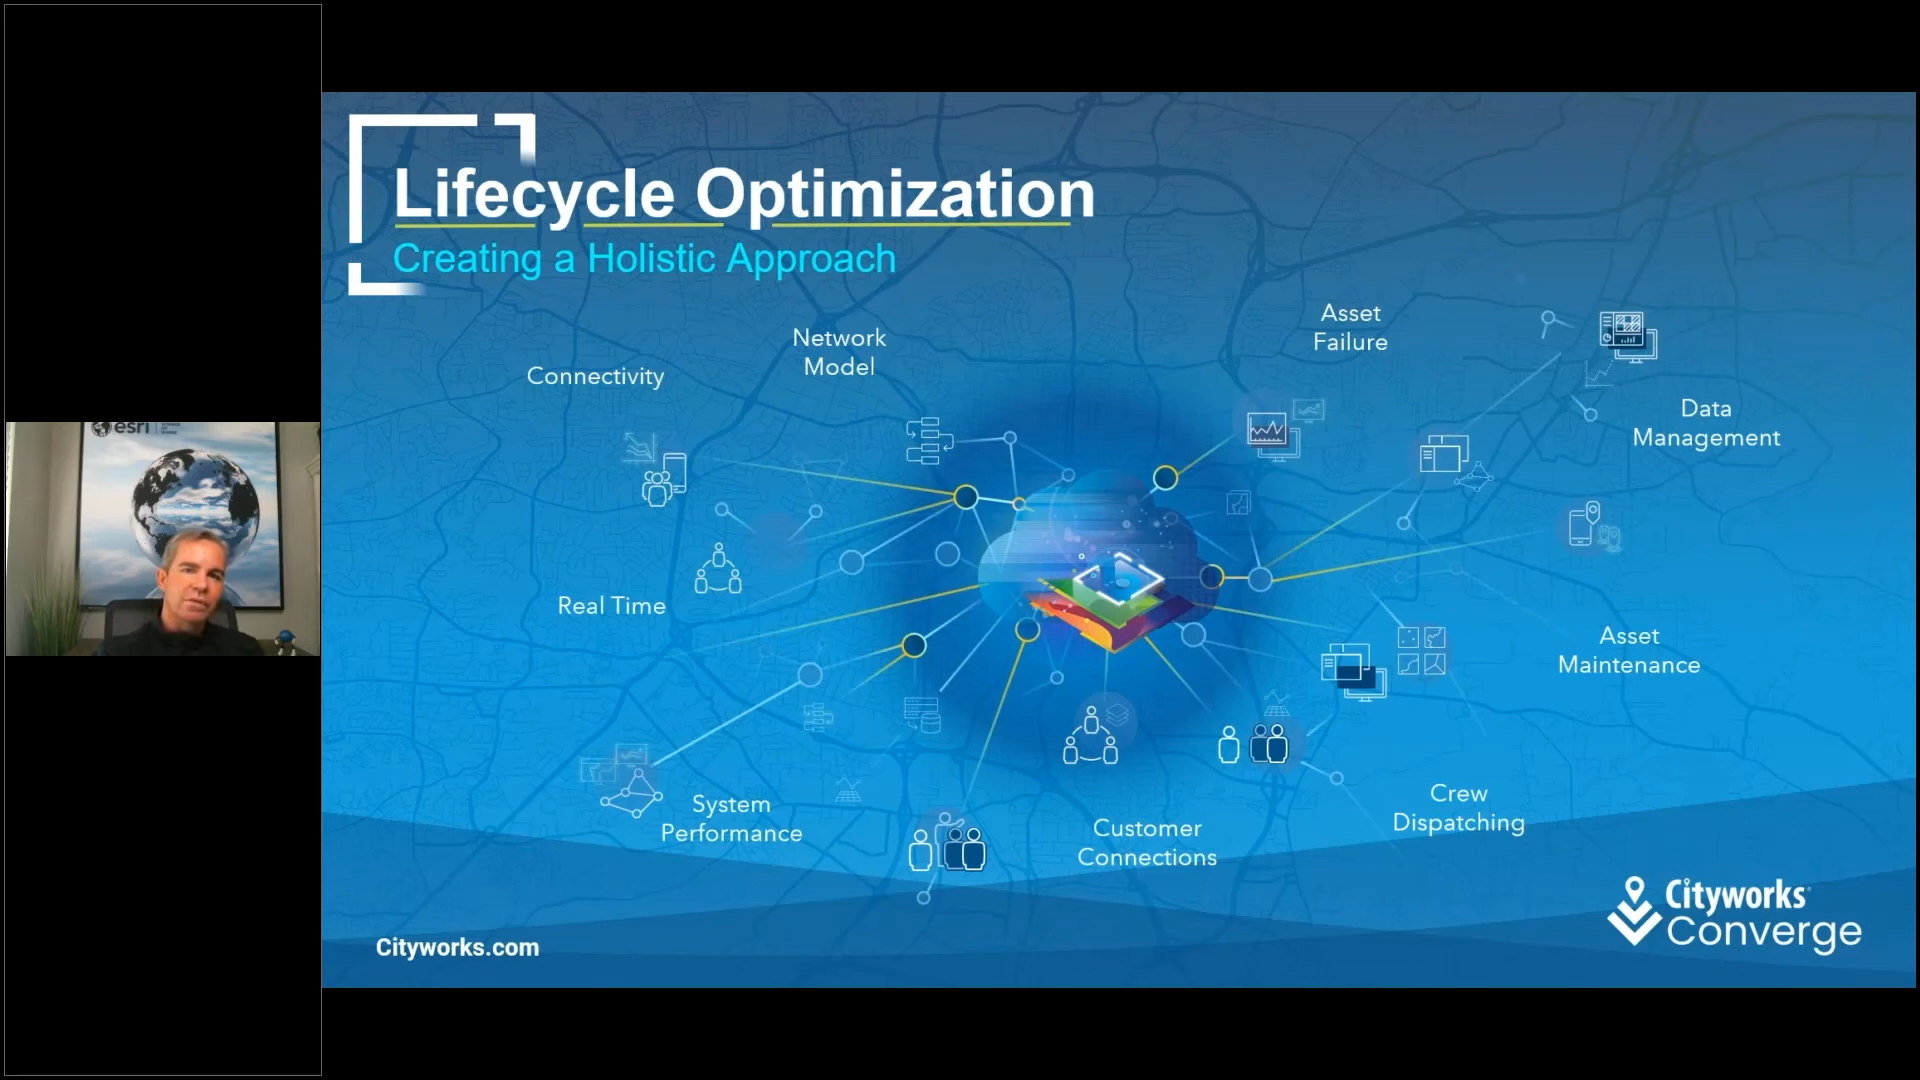 esri
Lifecycle Optimization
Creating a Holistic Approach
Network
Model
Connectivity
Asset
Failure
Data
Management
Real Time
Asset
Maintenance
System
Performance
Customer
Connections
Crew
Dispatching
Cityworks.com
Cityworks
Converge